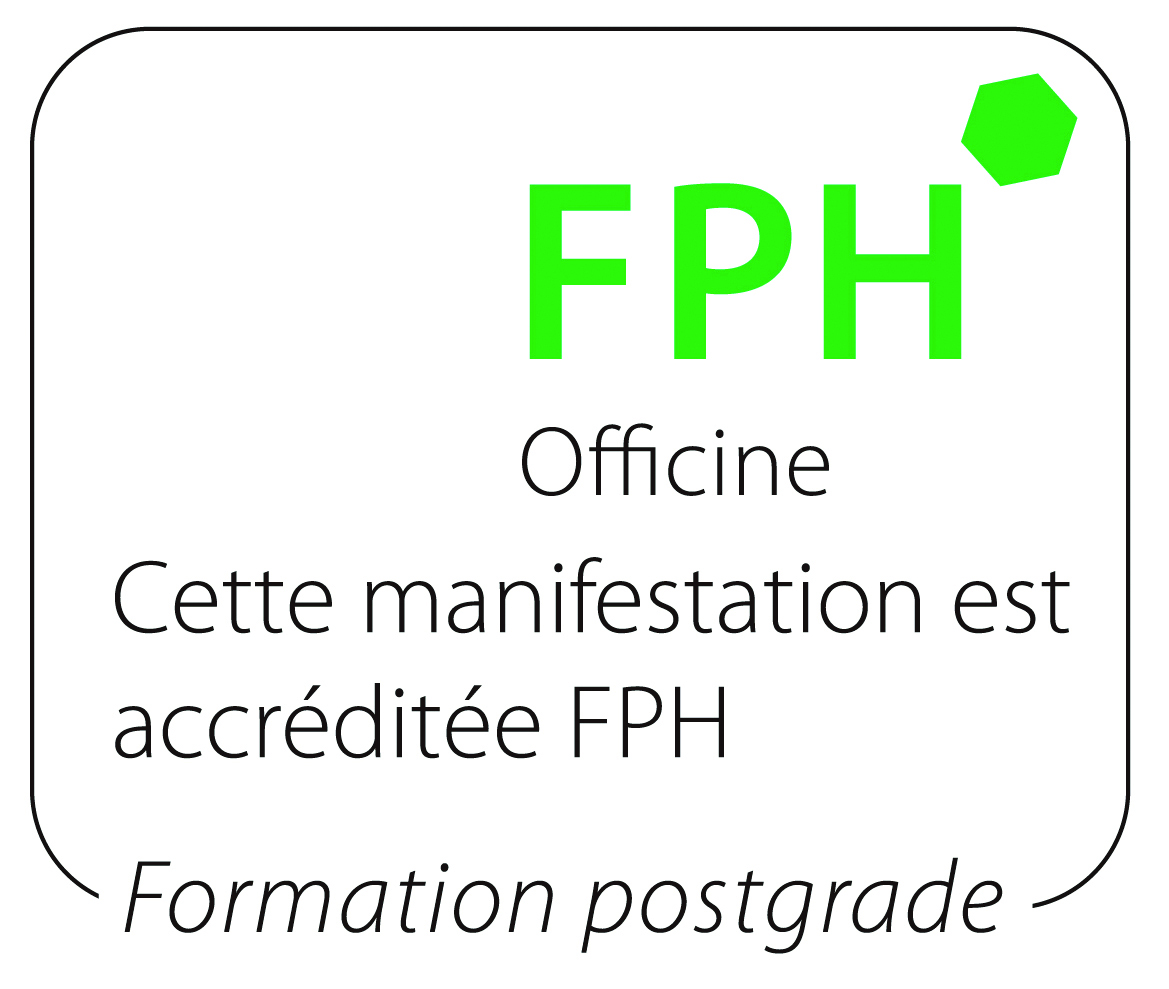 FPH
Officine
Cette manifestation est
accréditée FPH
Formation postgrade